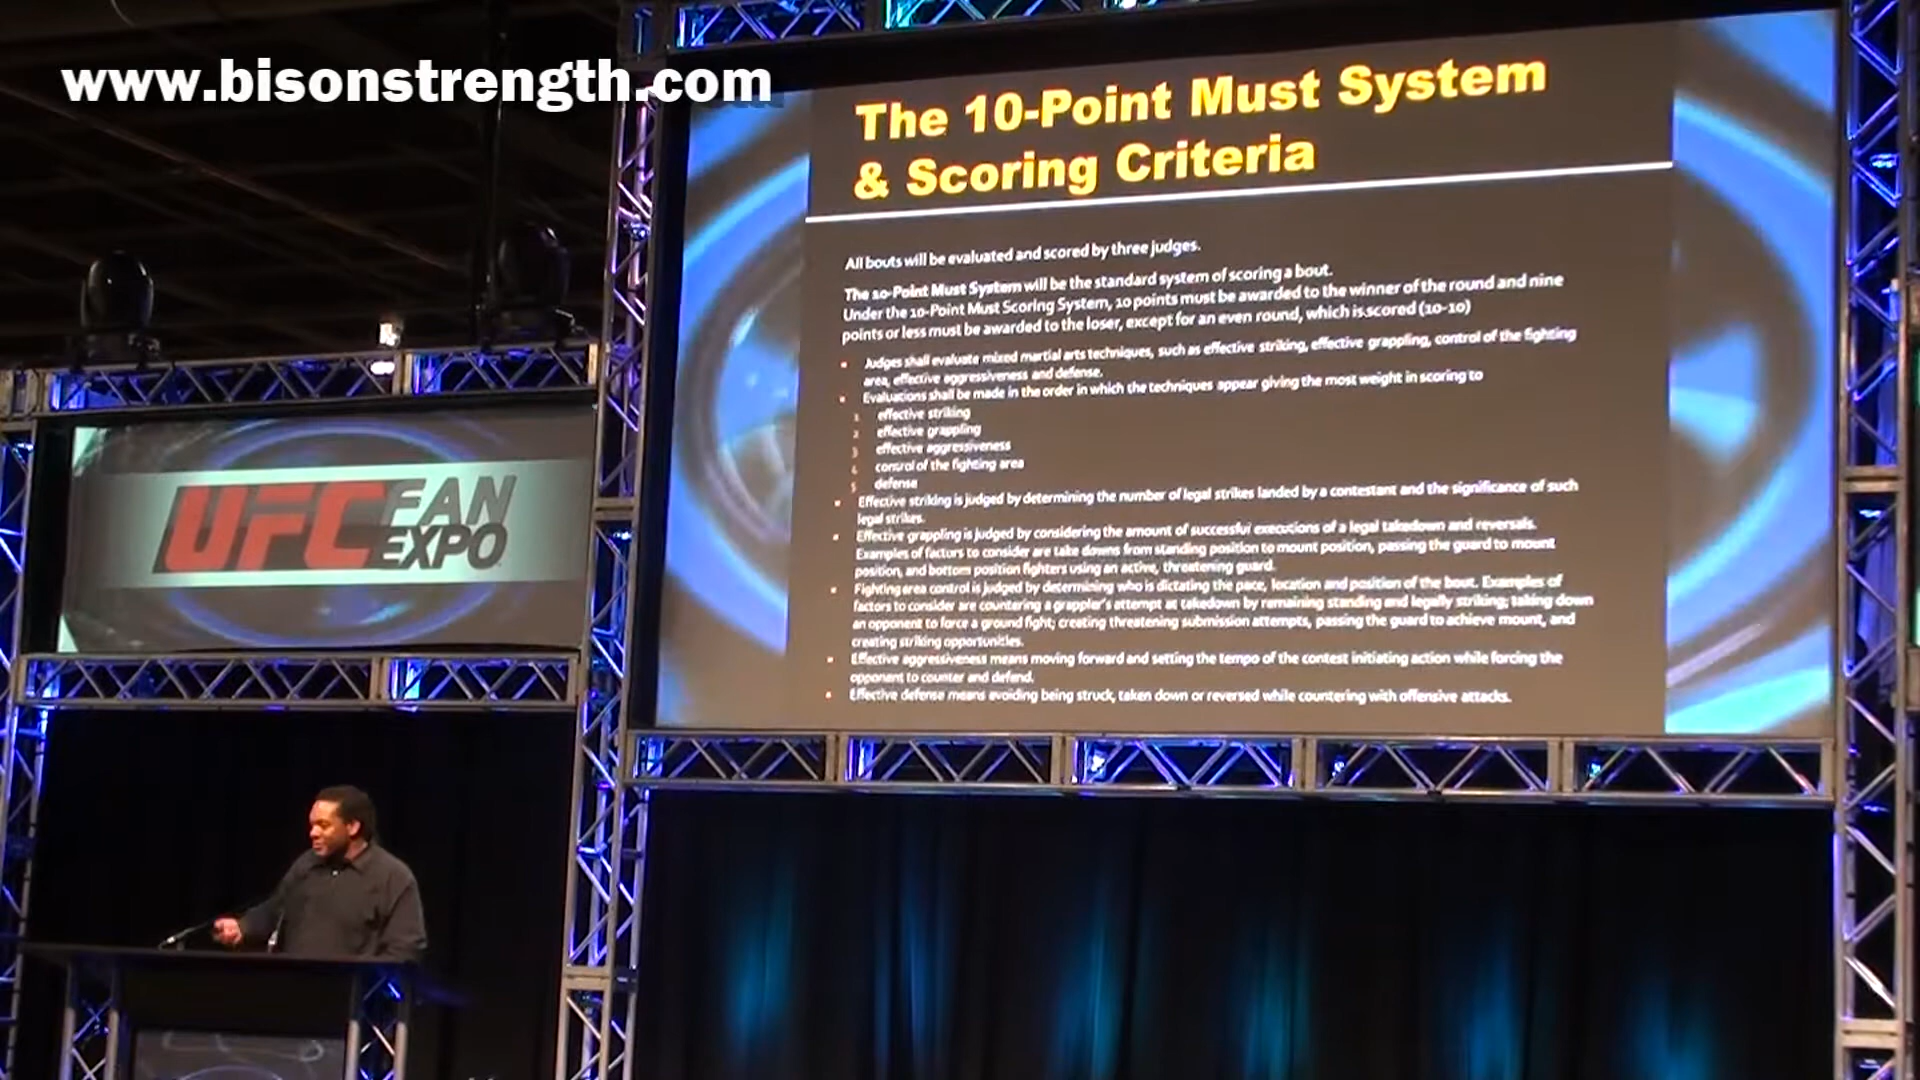 www.bisonstrength.com
The 10-Point Must System
& Scoring Criteria
All bouts will be evaluated and scored by three judges.
The 10-Point Must System will be the standard system of scoring a bout.
Under the 10-Point Must Scoring System, 10 points must be awarded to the winner of the round and nine
points or less must be awarded to the loser, except for an even round, which is scored (10-10)
Judges shall evaluate mixed martial arts techniques, such as effective striking, effective grappling, control of the fighting
area, effective aggressiveness and defense.
Evaluations shall be made in the order in which the techniques appear giving the most weight in scoring to
1 effective striking
2 effective grappling
3 effective aggressiveness
4 control of the fighting area
5 defense
Effective striking is judged by determining the number of legal strikes landed by a contestant and the significance of such
legal strikes.
Effective grappling is judged by considering the amount of successful executions of a legal takedown and reversals.
Examples of factors to consider are take downs from standing position to mount position, passing the guard to mount
position, and bottom position fighters using an active, threatening guard.
Fighting area control is judged by determining who is dictating the pace, location and position of the bout. Examples of
factors to consider are countering a grappler's attempt at takedown by remaining standing and legally striking; taking down
an opponent to force a ground fight; creating threatening submission attempts, passing the guard to achieve mount, and
creating striking opportunities.
Effective aggressiveness means moving forward and setting the tempo of the contest initiating action while forcing the
opponent to counter and defend.
Effective defense means avoiding being struck, taken down or reversed while countering with offensive attacks.
UFC FAN
EXPO